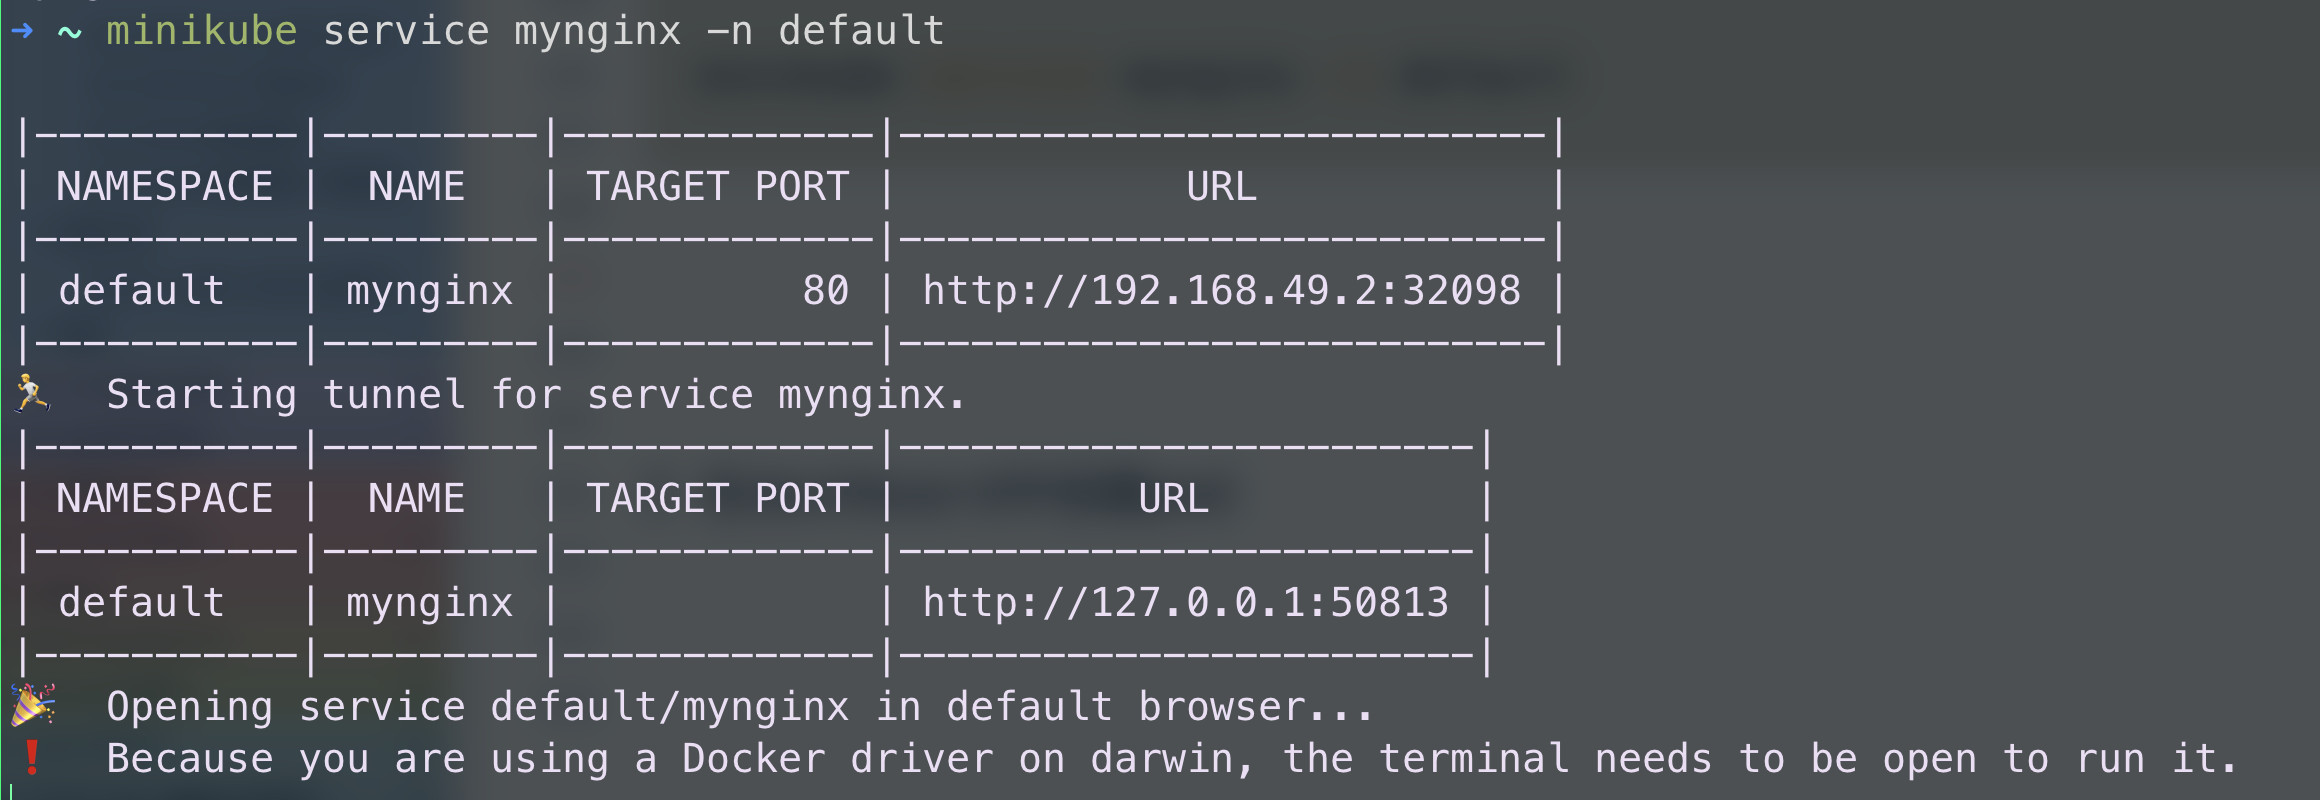 → ~ minikube service mynginx -n default
|-----------|---------|-------------|---------------------------|
| NAMESPACE |  NAME   | TARGET PORT |            URL            |
|-----------|---------|-------------|---------------------------|
| default   | mynginx |          80 | http://192.168.49.2:32098 |
|-----------|---------|-------------|---------------------------|
🏃  Starting tunnel for service mynginx.
|-----------|---------|-------------|------------------------|
| NAMESPACE |  NAME   | TARGET PORT |          URL           |
|-----------|---------|-------------|------------------------|
| default   | mynginx |             | http://127.0.0.1:50813 |
|-----------|---------|-------------|------------------------|
🎉  Opening service default/mynginx in default browser...
❗  Because you are using a Docker driver on darwin, the terminal needs to be open to run it.